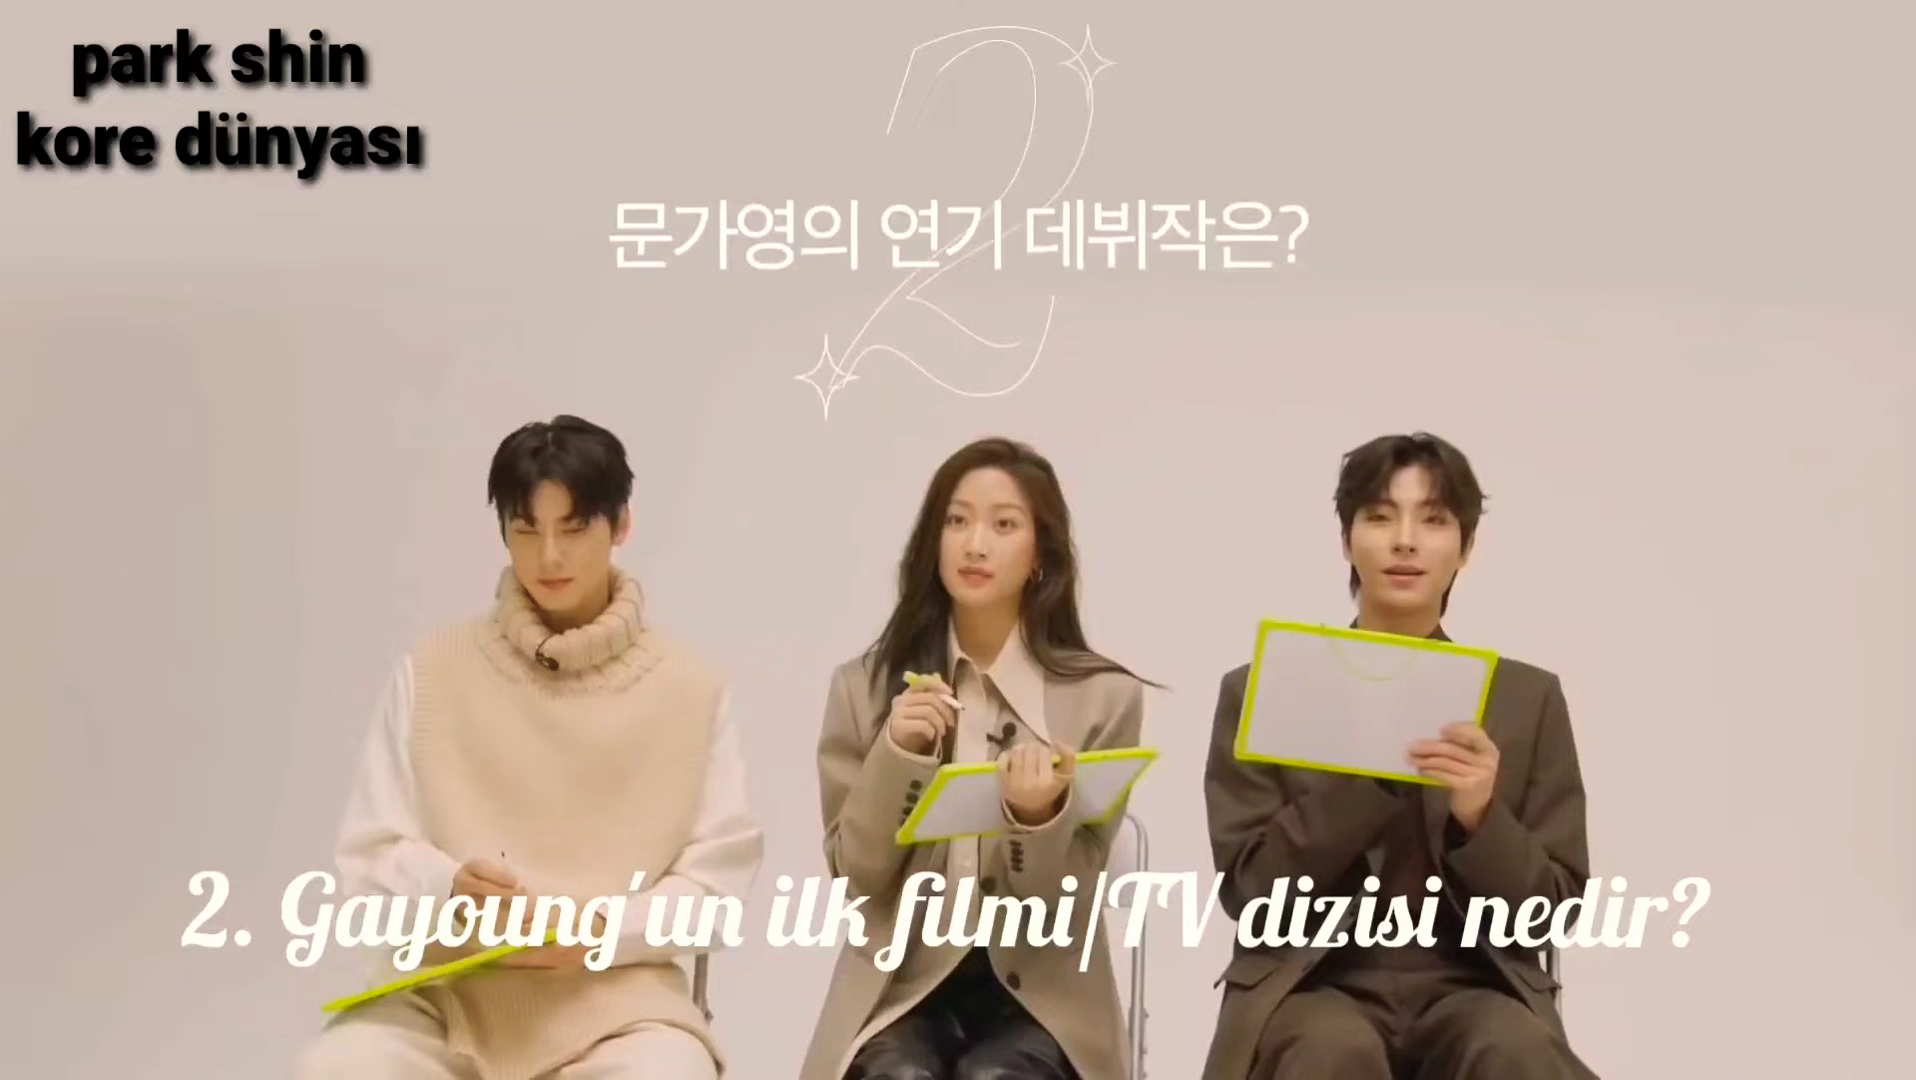 park shin
kore dünyası
2
문가영의 연기 데뷔작은?
2. Gayoung'un ilk filmi/TV dizisi nedir?